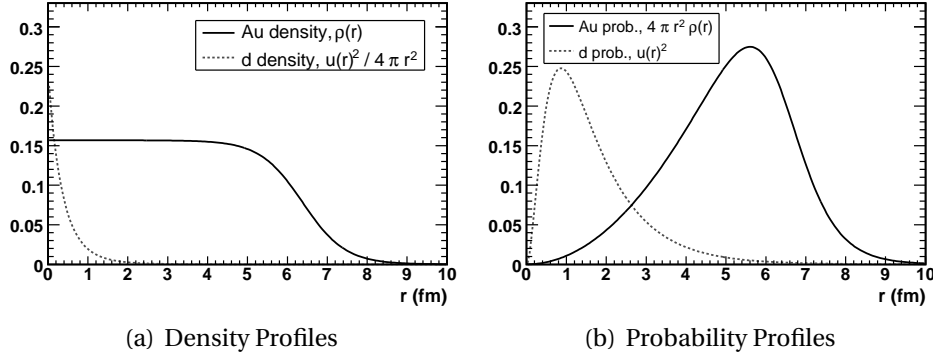 0.3
0.25
0.2
0.15
0.1
0.05
0
Au density, ρ(r)
d density, u(r)² / 4 π r²
0 1 2 3 4 5 6 7 8 9 10
r (fm)
(a) Density Profiles
0.3
0.25
0.2
0.15
0.1
0.05
0
Au prob., 4 π r² ρ(r)
d prob., u(r)²
0 1 2 3 4 5 6 7 8 9 10
r (fm)
(b) Probability Profiles